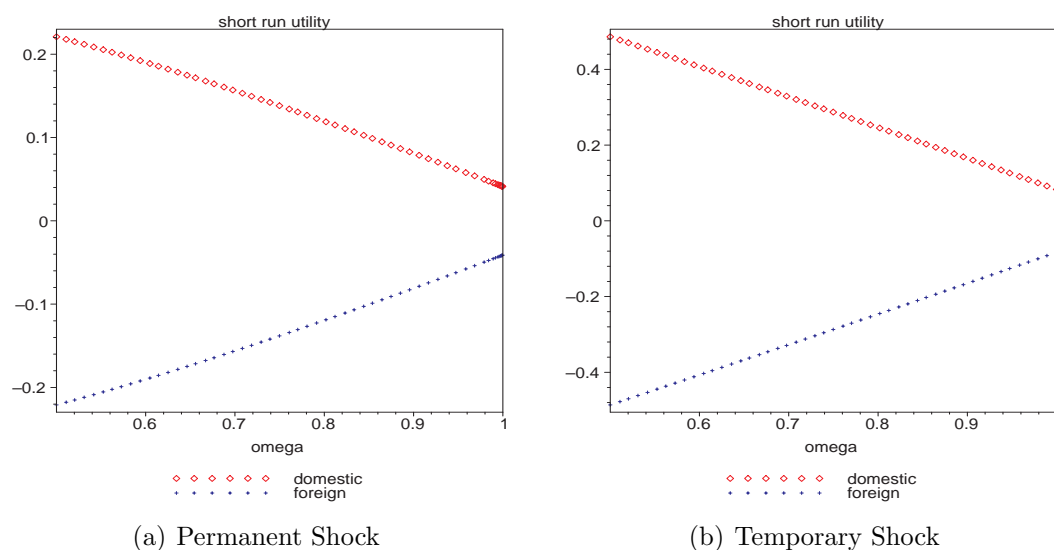 short run utility
0.2
0.1
0
−0.1
−0.2
0.6 0.7 0.8 0.9 1
omega
domestic
foreign
(a) Permanent Shock
short run utility
0.4
0.2
0
−0.2
−0.4
0.6 0.7 0.8 0.9
omega
domestic
foreign
(b) Temporary Shock